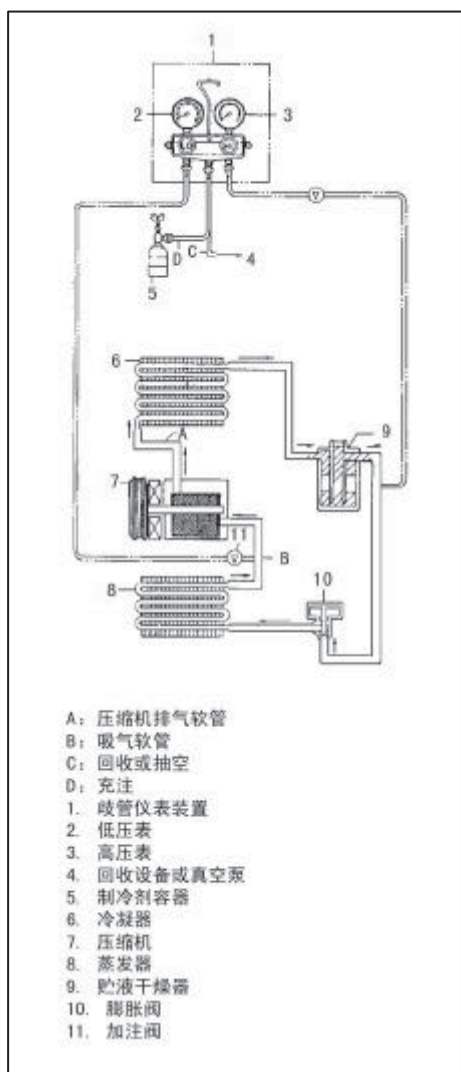 1
2
3
D
C
4
5
6
A
9
7
11
B
10
8
A: 压缩机排气软管
B: 吸气软管
C: 回收或抽空
D: 充注
1. 歧管仪表装置
2. 低压表
3. 高压表
4. 回收设备或真空泵
5. 制冷剂容器
6. 冷凝器
7. 压缩机
8. 蒸发器
9. 贮液干燥器
10. 膨胀阀
11. 加注阀